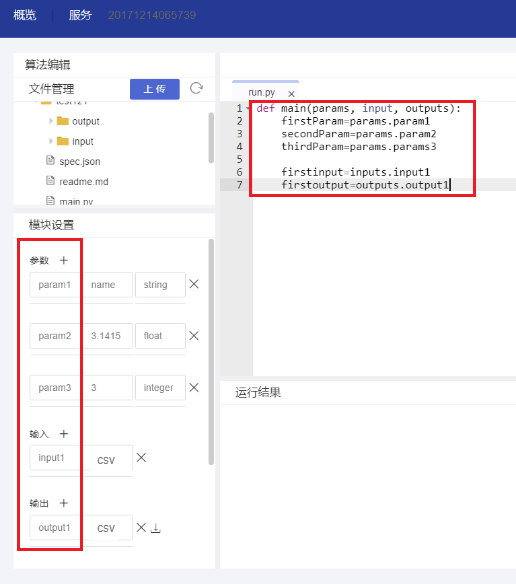 概览 服务 20171214065739
算法编辑
文件管理 上传
output
input
spec.json
readme.md
main.py
模块设置
参数 +
param1 name string
param2 3.1415 float
param3 3 integer
输入 +
input1 CSV
输出 +
output1 CSV
run.py
1 def main(params, input, outputs):
2 firstParam=params.param1
3 secondParam=params.param2
4 thirdParam=params.params3
5
6 firstinput=inputs.input1
7 firstoutput=outputs.output1
运行结果